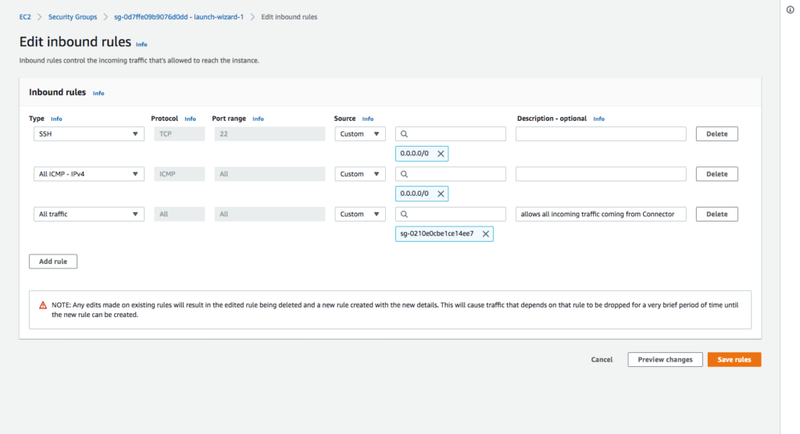 EC2 > Security Groups > sg-0d7ffe09b9076d0dd - launch-wizard-1 > Edit inbound rules
Edit inbound rules Info
Inbound rules control the incoming traffic that's allowed to reach the instance.
Inbound rules Info
Type Info Protocol Info Port range Info Source Info Description - optional Info
SSH TCP 22 Custom Delete
0.0.0.0/0
All ICMP - IPv4 ICMP All Custom Delete
0.0.0.0/0
All traffic All All Custom allows all incoming traffic coming from Connector Delete
sg-0210e0cbe1ce14ee7
Add rule
NOTE: Any edits made on existing rules will result in the edited rule being deleted and a new rule created with the new details. This will cause traffic that depends on that rule to be dropped for a very brief period of time until
the new rule can be created.
Cancel Preview changes Save rules